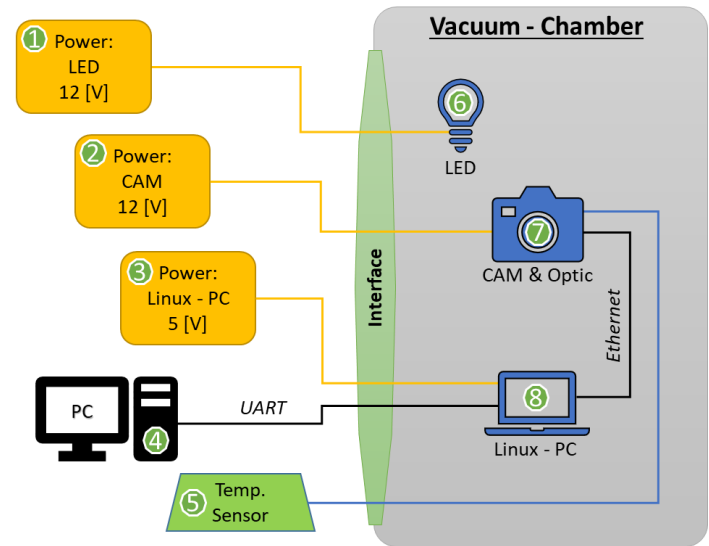 Vacuum - Chamber
1 Power:
LED
12 [V]
6
LED
2 Power:
CAM
12 [V]
7
CAM & Optic
3 Power:
Linux - PC
5 [V]
Interface
Ethernet
PC
4
UART
8
Linux - PC
5 Temp.
Sensor